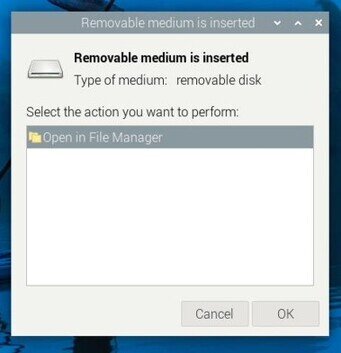 Removable medium is inserted
Removable medium is inserted
Type of medium: removable disk
Select the action you want to perform:
Open in File Manager
Cancel OK